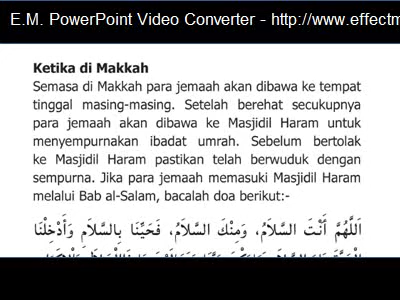 E.M. PowerPoint Video Converter - http://www.effectm
Ketika di Makkah
Semasa di Makkah para jemaah akan dibawa ke tempat
tinggal masing-masing. Setelah berehat secukupnya
para jemaah akan dibawa ke Masjidil Haram untuk
menyempurnakan ibadat umrah. Sebelum bertolak
ke Masjidil Haram pastikan telah berwuduk dengan
sempurna. Jika para jemaah memasuki Masjidil Haram
melalui Bab al-Salam, bacalah doa berikut:-
اَللَّهُمَّ أَنْتَ السَّلاَمُ، وَمِنْكَ السَّلاَمُ، فَحَيِّنَا بِالسَّلاَمِ وَأَدْخِلْنَا